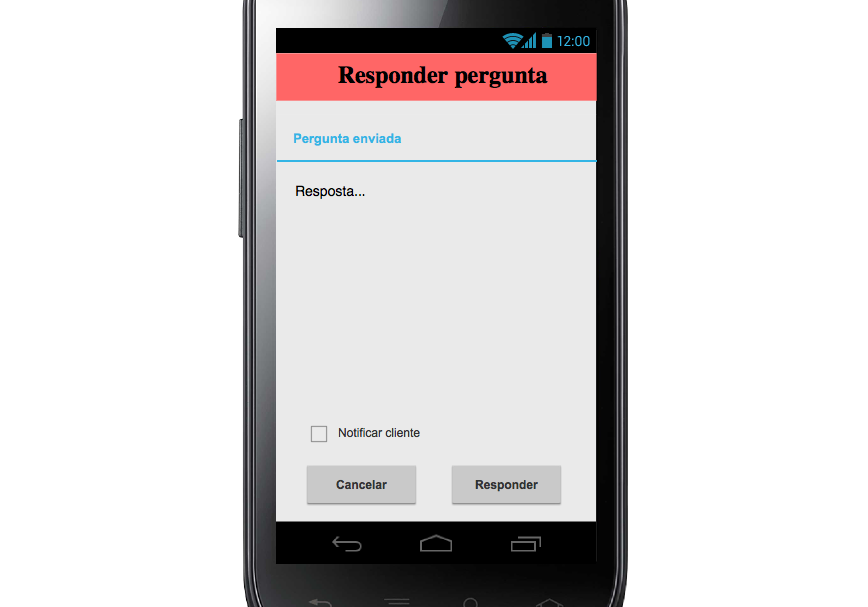 12:00
Responder pergunta
Pergunta enviada
Resposta...
Notificar cliente
Cancelar
Responder